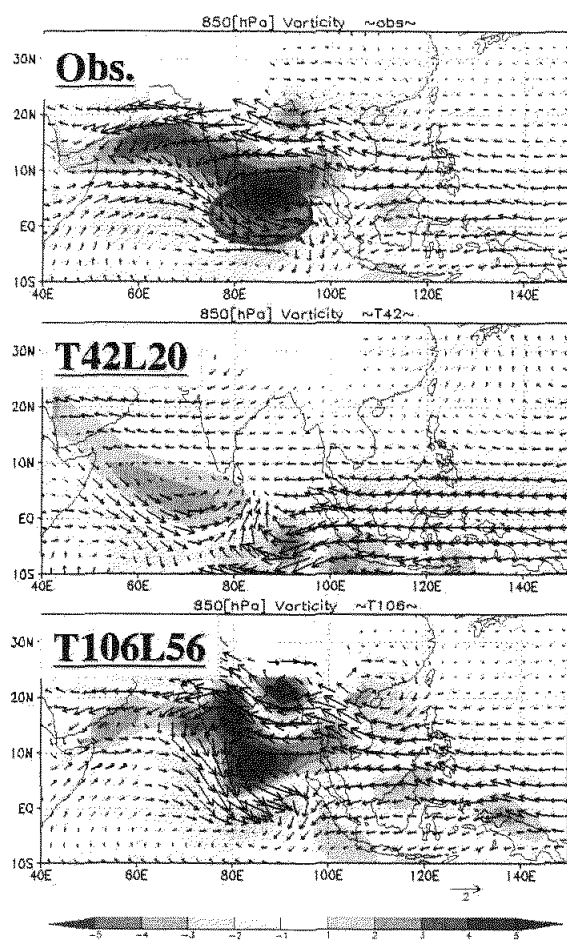 850[hPa] Vorticity ~obs~
Obs.
30N
20N
10N
EQ
10S
40E 60E 80E 100E 120E 140E
850[hPa] Vorticity ~T42~
T42L20
30N
20N
10N
EQ
10S
40E 60E 80E 100E 120E 140E
850[hPa] Vorticity ~T106~
T106L56
30N
20N
10N
EQ
10S
40E 60E 80E 100E 120E 140E
2
-5 -3 -2 -1 1 2 3 5